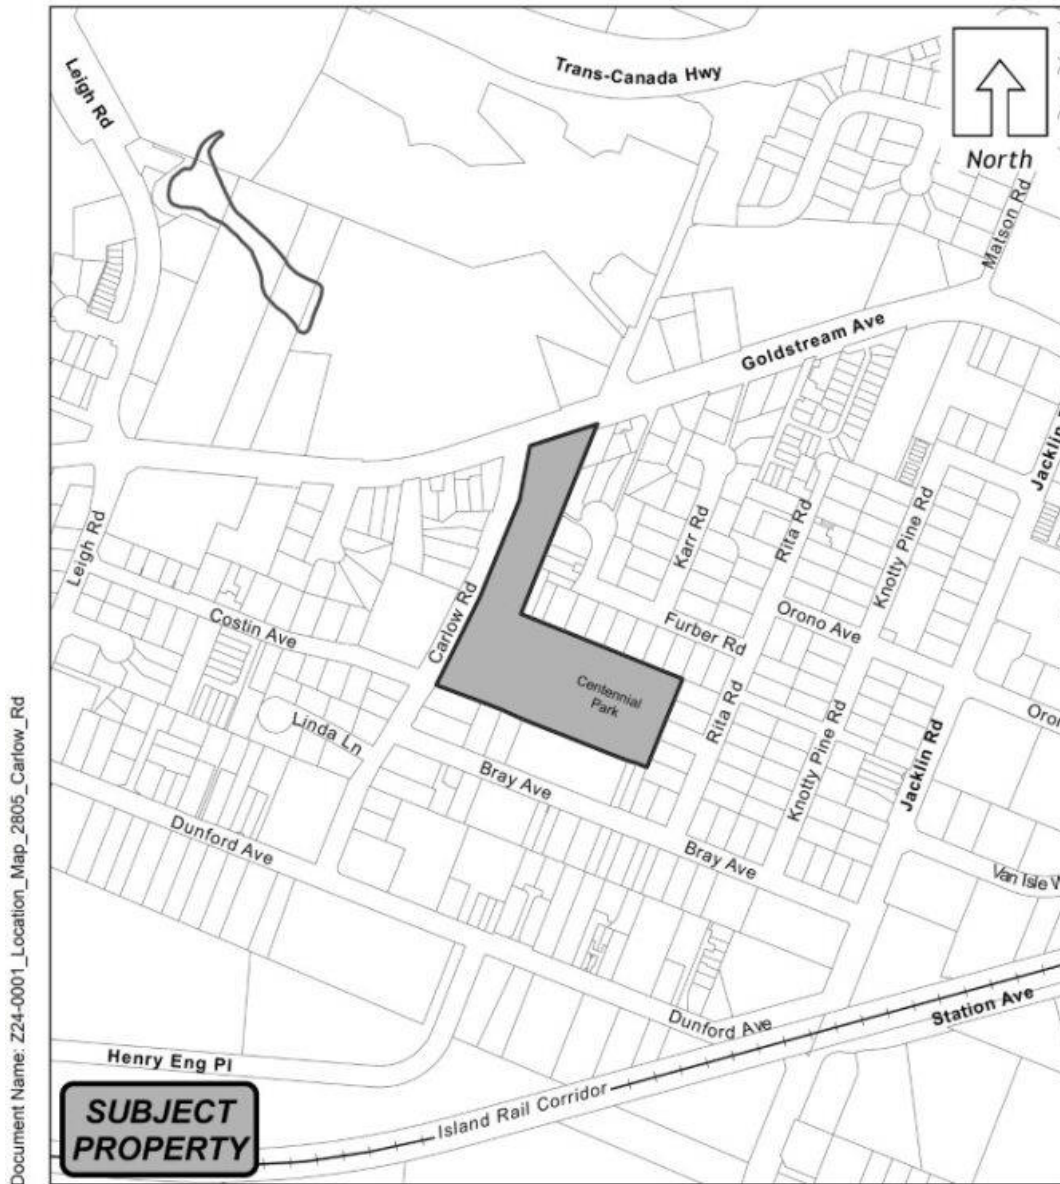 Trans-Canada Hwy
Leigh Rd
North
Matson Rd
Goldstream Ave
Jacklin
Leigh Rd
Karr Rd
Rita Rd
Knotty Pine Rd
Costin Ave
Carlow Rd
Furber Rd
Orono Ave
Centennial
Park
Linda Ln
Rita Rd
Knotty Pine Rd
Jacklin Rd
Oron
Bray Ave
Dunford Ave
Bray Ave
Van Isle W
Dunford Ave
Station Ave
Henry Eng Pl
Island Rail Corridor
SUBJECT
PROPERTY
Document Name: Z24-0001_Location_Map_2805_Carlow_Rd